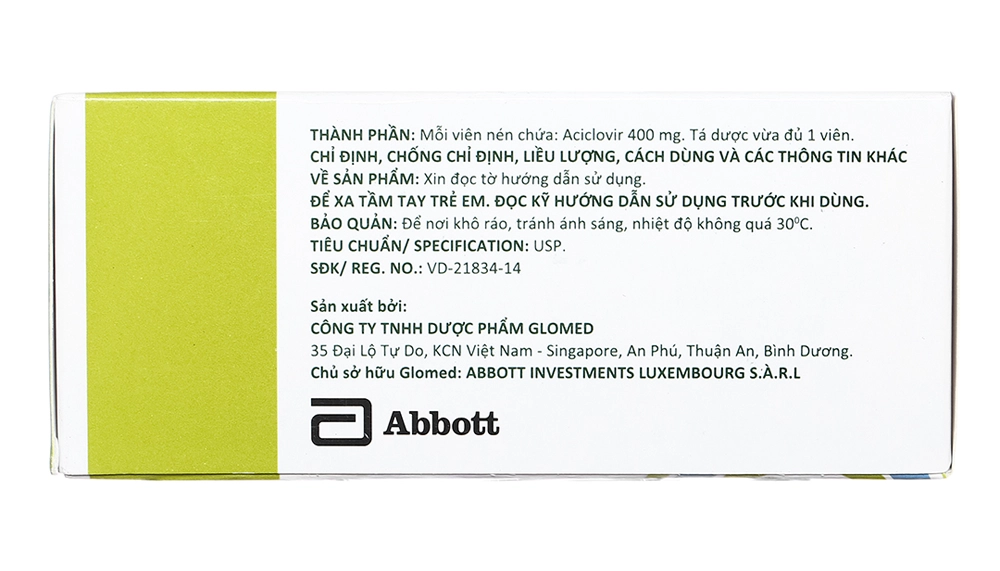 THÀNH PHẦN: Mỗi viên nén chứa: Aciclovir 400 mg. Tá dược vừa đủ 1 viên.
CHỈ ĐỊNH, CHỐNG CHỈ ĐỊNH, LIỀU LƯỢNG, CÁCH DÙNG VÀ CÁC THÔNG TIN KHÁC
VỀ SẢN PHẨM: Xin đọc tờ hướng dẫn sử dụng.
ĐỂ XA TẦM TAY TRẺ EM. ĐỌC KỸ HƯỚNG DẪN SỬ DỤNG TRƯỚC KHI DÙNG.
BẢO QUẢN: Để nơi khô ráo, tránh ánh sáng, nhiệt độ không quá 30⁰C.
TIÊU CHUẨN/ SPECIFICATION: USP.
SĐK/ REG. NO.: VD-21834-14
Sản xuất bởi:
CÔNG TY TNHH DƯỢC PHẨM GLOMED
35 Đại Lộ Tự Do, KCN Việt Nam - Singapore, An Phú, Thuận An, Bình Dương.
Chủ sở hữu Glomed: ABBOTT INVESTMENTS LUXEMBOURG S.À.R.L
Abbott